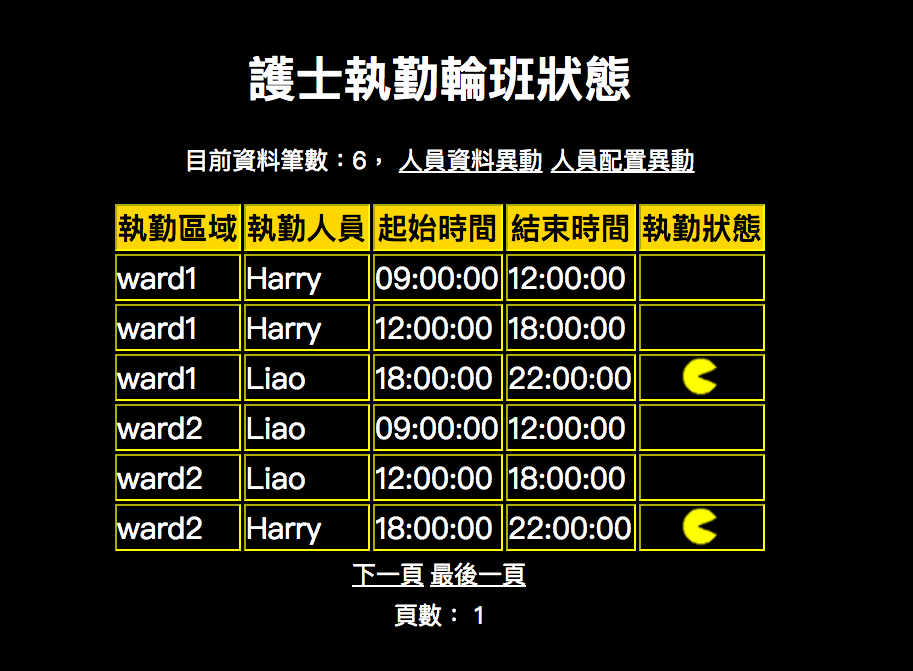 護士執勤輪班狀態
目前資料筆數：6， 人員資料異動 人員配置異動
執勤區域 執勤人員 起始時間 結束時間 執勤狀態
ward1 Harry 09:00:00 12:00:00
ward1 Harry 12:00:00 18:00:00
ward1 Liao 18:00:00 22:00:00
ward2 Liao 09:00:00 12:00:00
ward2 Liao 12:00:00 18:00:00
ward2 Harry 18:00:00 22:00:00
下一頁 最後一頁
頁數： 1